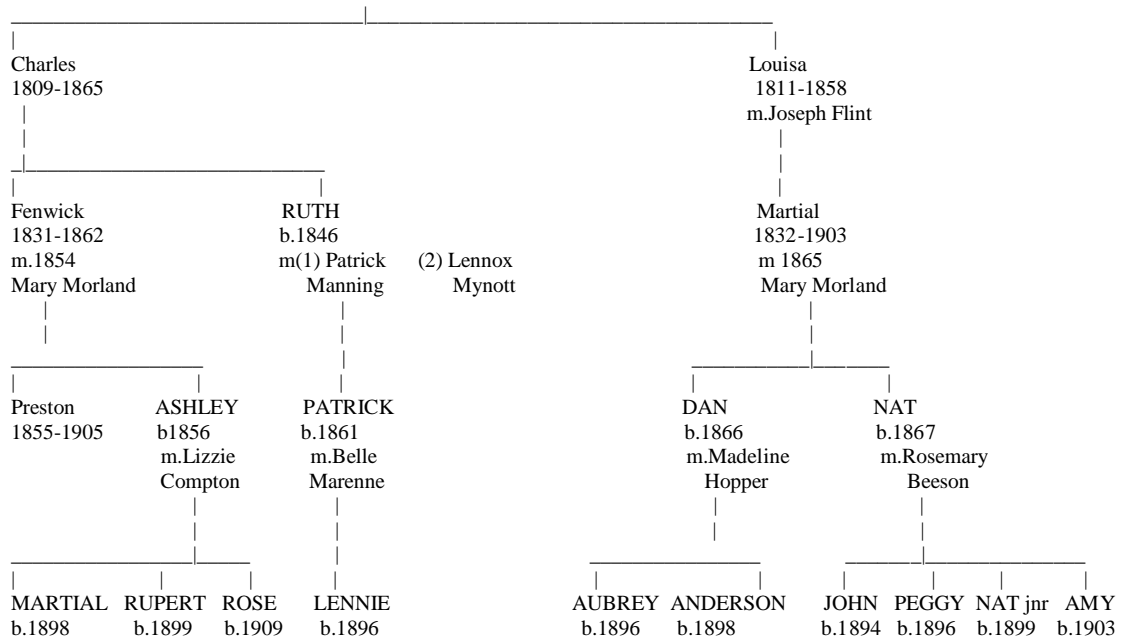 Charles Louisa
1809-1865 1811-1858
m.Joseph Flint
Fenwick RUTH Martial
1831-1862 b.1846 1832-1903
m.1854 m(1) Patrick (2) Lennox m 1865
Mary Morland Manning Mynott Mary Morland
Preston ASHLEY PATRICK DAN NAT
1855-1905 b1856 b.1861 b.1866 b.1867
m.Lizzie m.Belle m.Madeline m.Rosemary
Compton Marenne Hopper Beeson
MARTIAL RUPERT ROSE LENNIE AUBREY ANDERSON JOHN PEGGY NAT jnr AMY
b.1898 b.1899 b.1909 b.1896 b.1896 b.1898 b.1894 b.1896 b.1899 b.1903